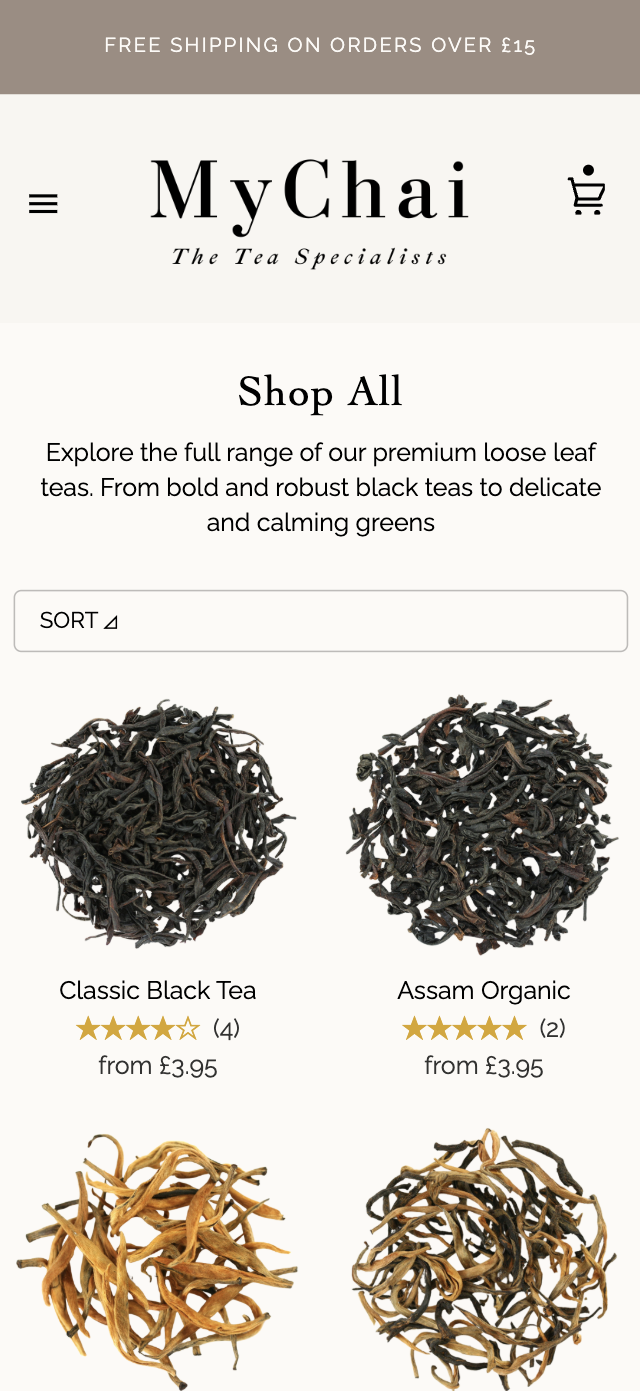 FREE SHIPPING ON ORDERS OVER £15
MyChai
The Tea Specialists
Shop All
Explore the full range of our premium loose leaf
teas. From bold and robust black teas to delicate
and calming greens
SORT
Classic Black Tea
(4)
from £3.95
Assam Organic
(2)
from £3.95